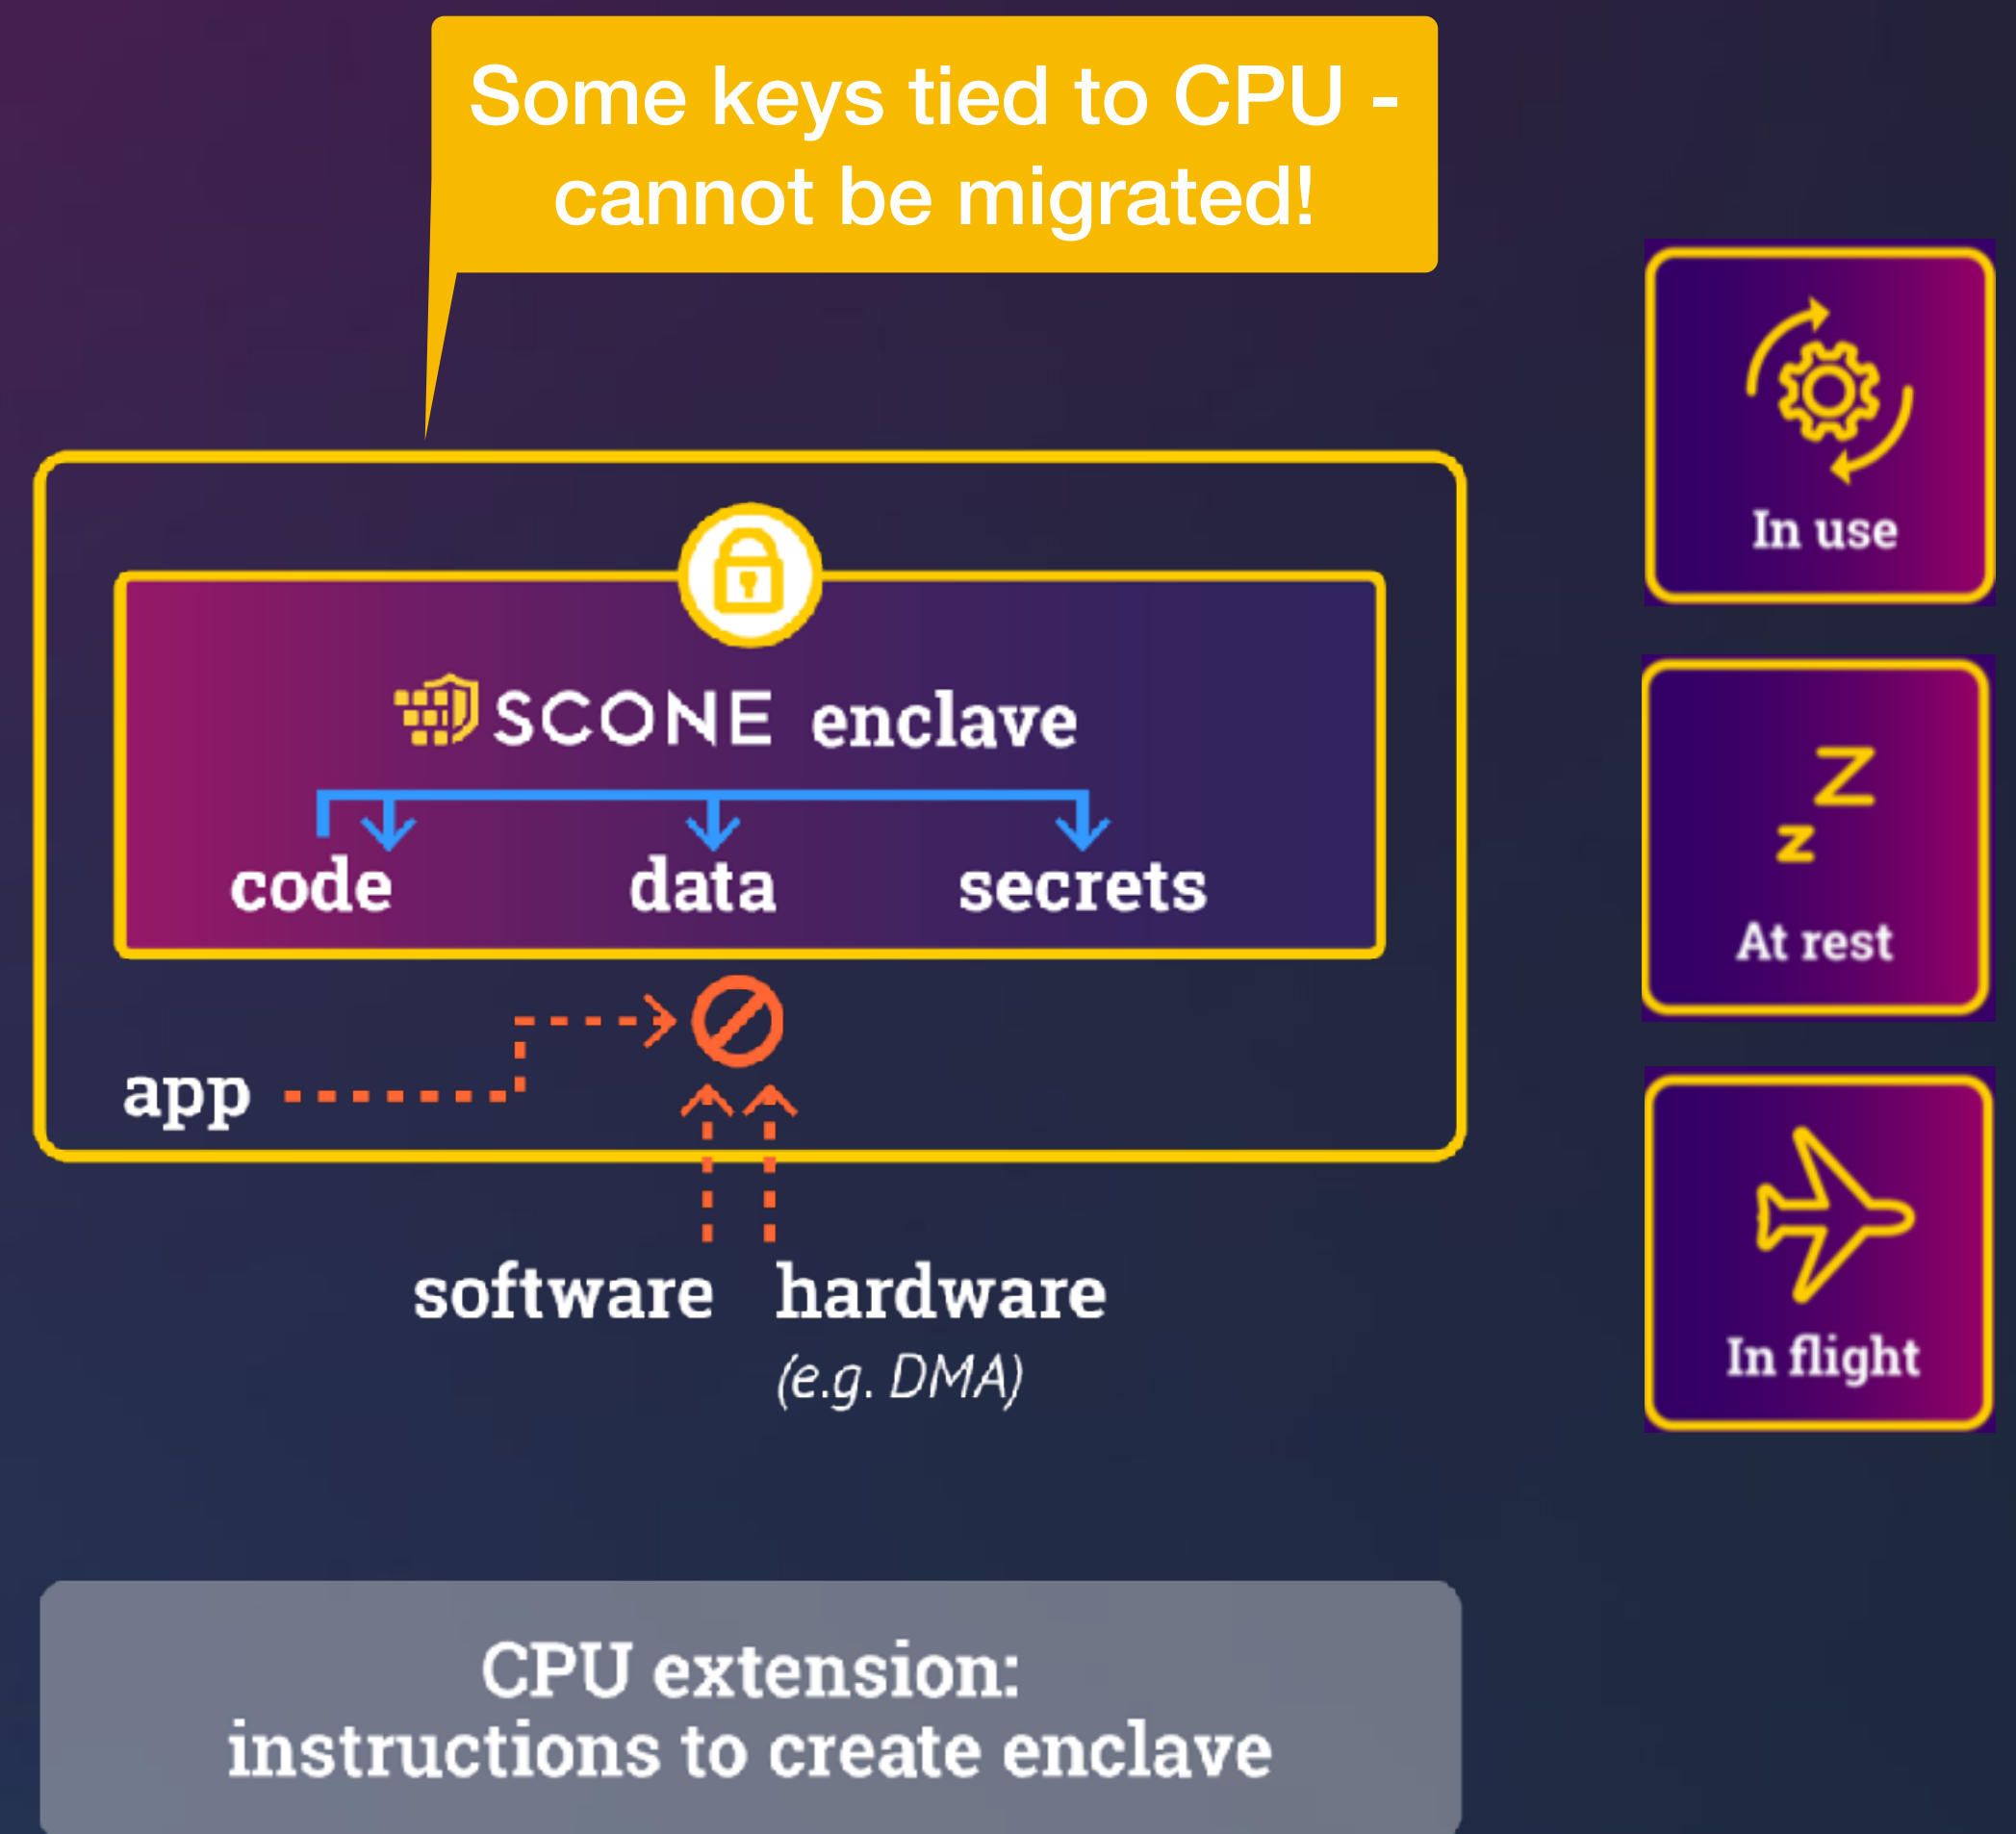 Some keys tied to CPU -
cannot be migrated!
SCONE enclave
code data secrets
app
software hardware
(e.g. DMA)
CPU extension:
instructions to create enclave
In use
Z
z
At rest
In flight